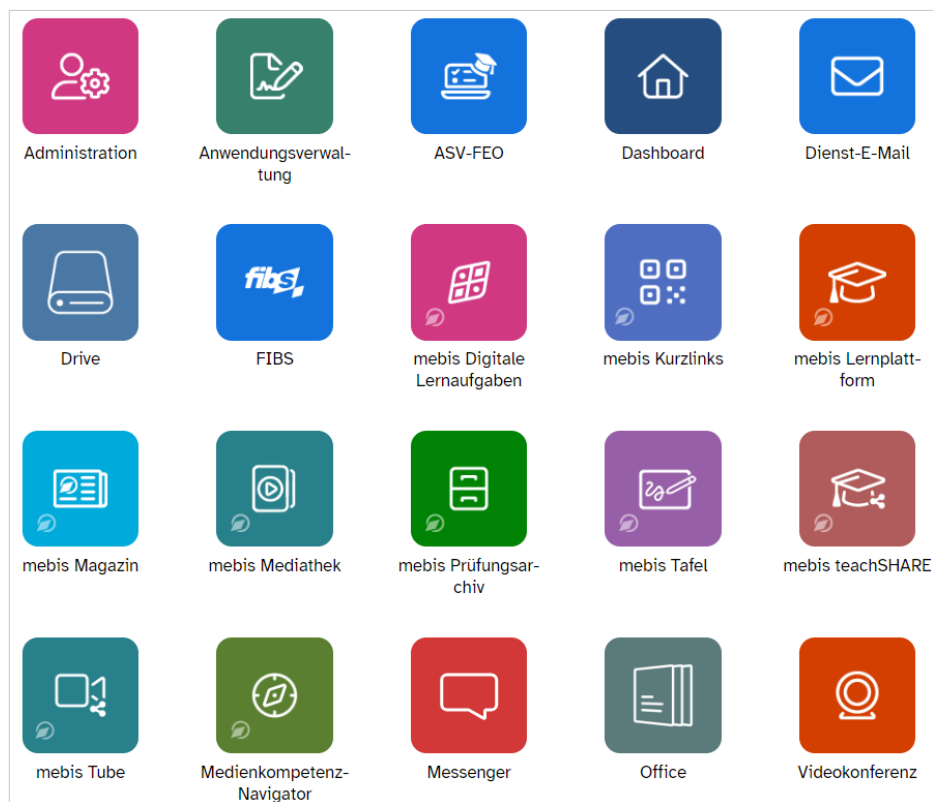 Administration
Anwendungsverwal-
tung
ASV-FEO
Dashboard
Dienst-E-Mail
Drive
fibs
FIBS
mebis Digitale
Lernaufgaben
mebis Kurzlinks
mebis Lernplatt-
form
mebis Magazin
mebis Mediathek
mebis Prüfungsar-
chiv
mebis Tafel
mebis teachSHARE
mebis Tube
Medienkompetenz-
Navigator
Messenger
Office
Videokonferenz